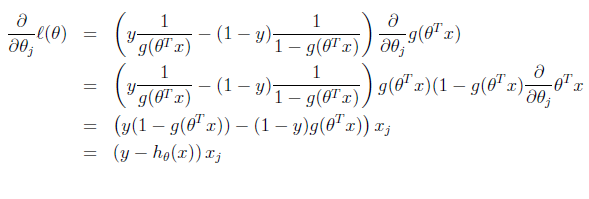 ∂/∂θ_j ℓ(θ) = ( y 1/g(θ^T x) − (1 − y) 1/(1 − g(θ^T x)) ) ∂/∂θ_j g(θ^T x)
= ( y 1/g(θ^T x) − (1 − y) 1/(1 − g(θ^T x)) ) g(θ^T x)(1 − g(θ^T x) ∂/∂θ_j θ^T x
= (y(1 − g(θ^T x)) − (1 − y)g(θ^T x)) x_j
= (y − h_θ(x)) x_j